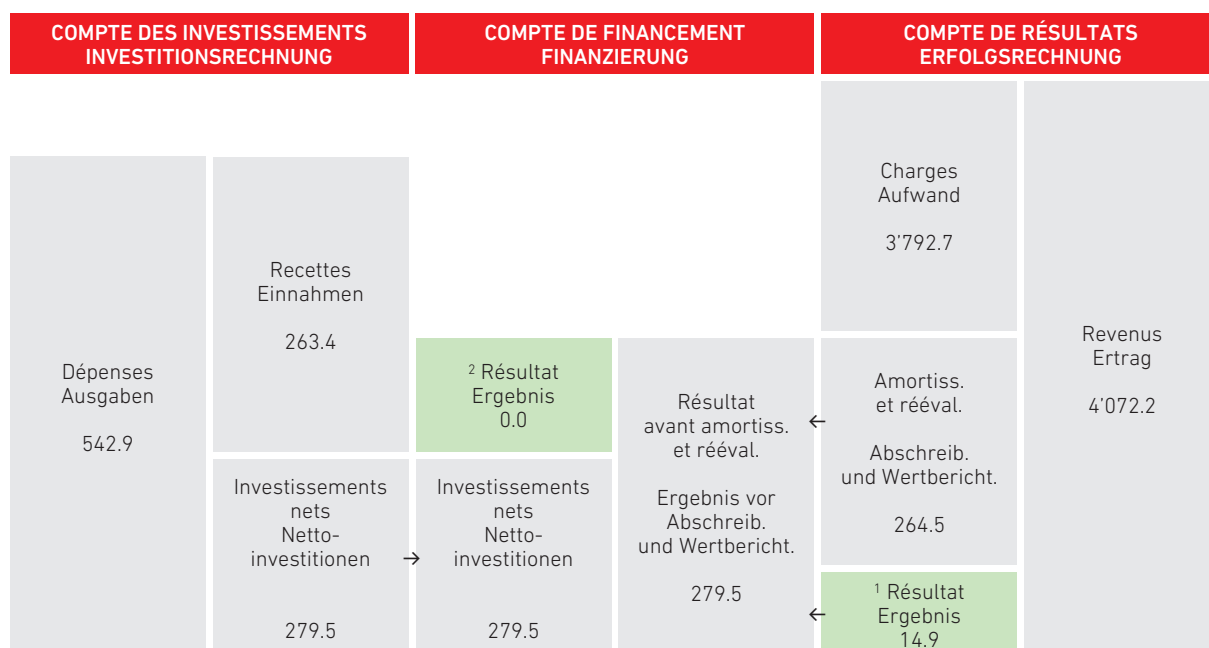 COMPTE DES INVESTISSEMENTS
INVESTITIONSRECHNUNG
COMPTE DE FINANCEMENT
FINANZIERUNG
COMPTE DE RÉSULTATS
ERFOLGSRECHNUNG
Dépenses
Ausgaben
542.9
Recettes
Einnahmen
263.4
Investissements
nets
Netto-
investitionen
→
279.5
² Résultat
Ergebnis
0.0
Investissements
nets
Netto-
investitionen
279.5
Résultat
avant amortiss.
et rééval.
Ergebnis vor
Abschreib.
und Wertbericht.
279.5
Charges
Aufwand
3’792.7
←
Amortiss.
et rééval.
Abschreib.
und Wertbericht.
264.5
←
¹ Résultat
Ergebnis
14.9
Revenus
Ertrag
4’072.2